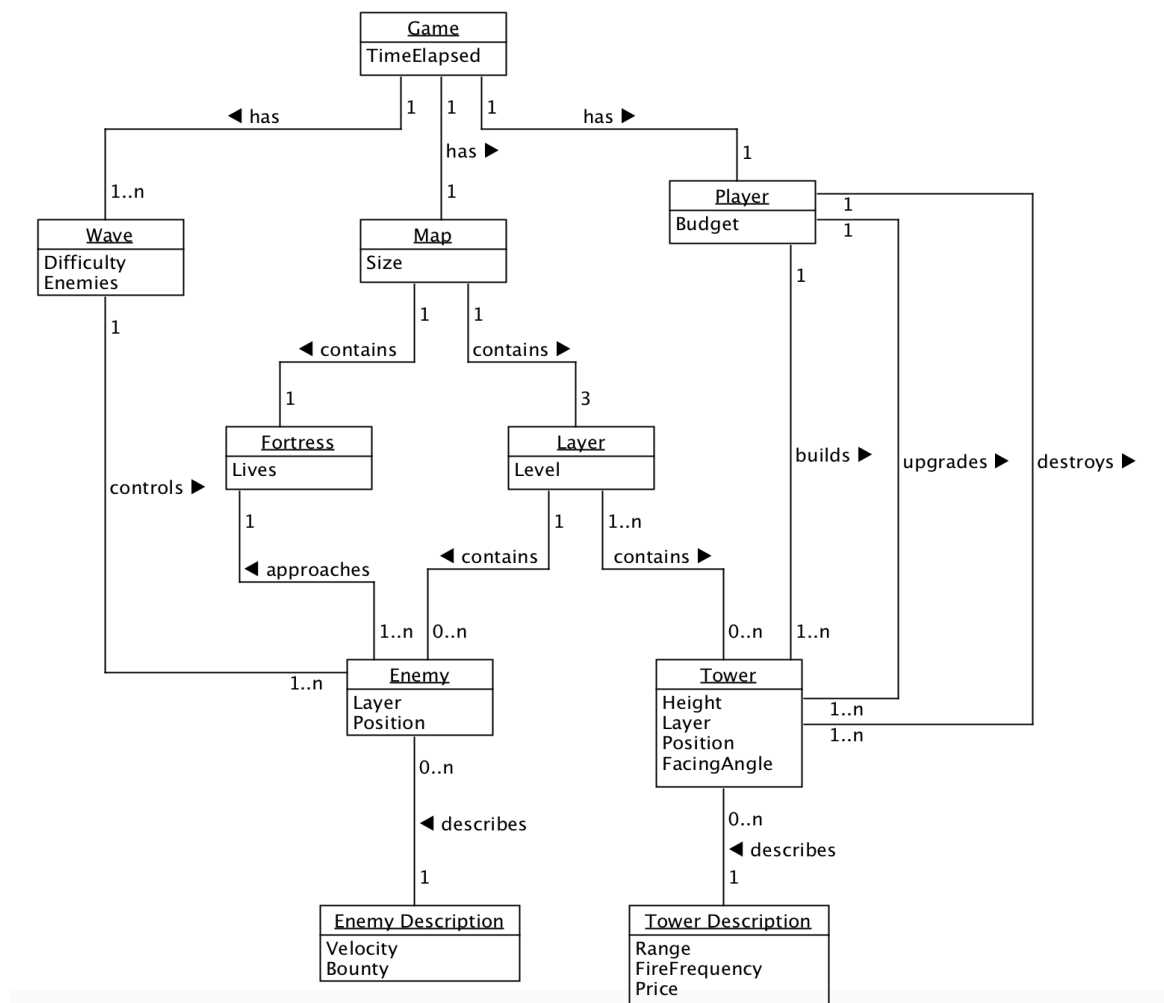 Game
TimeElapsed
1 1 1
◄ has
has ►
has ►
1
1..n
1
Player
Budget
1
1
Wave
Difficulty
Enemies
Map
Size
1
1
1
1
◄ contains
contains ►
1
3
Fortress
Lives
Layer
Level
builds ►
upgrades ►
destroys ►
controls ►
1
1
1..n
◄ contains
contains ►
◄ approaches
1..n
0..n
0..n
1..n
1..n
Enemy
Layer
Position
Tower
Height
Layer
Position
FacingAngle
1..n
1..n
0..n
◄ describes
1
0..n
◄ describes
1
Enemy Description
Velocity
Bounty
Tower Description
Range
FireFrequency
Price